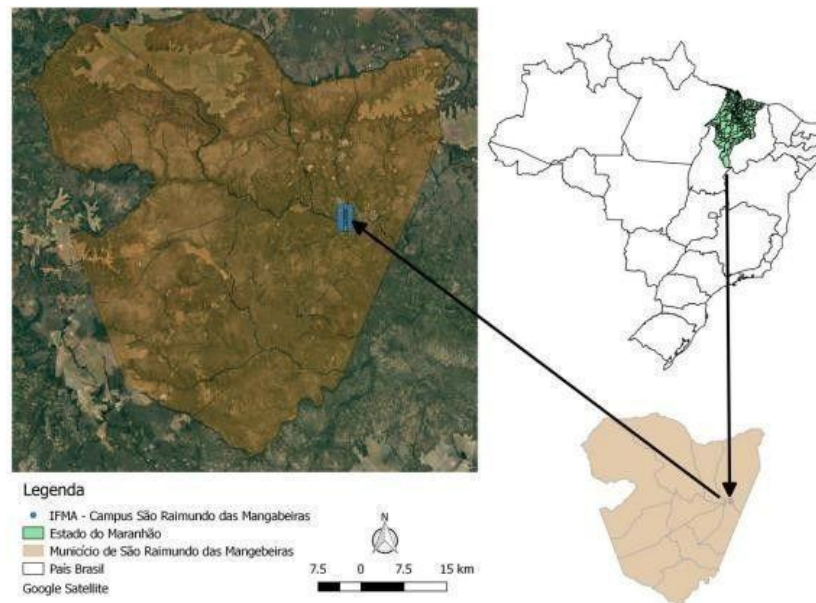 Legenda
IFMA - Campus São Raimundo das Mangabeiras
Estado do Maranhão
Municício de São Raimundo das Mangebeiras
País Brasil
Google Satellite
N
7.5 0 7.5 15 km